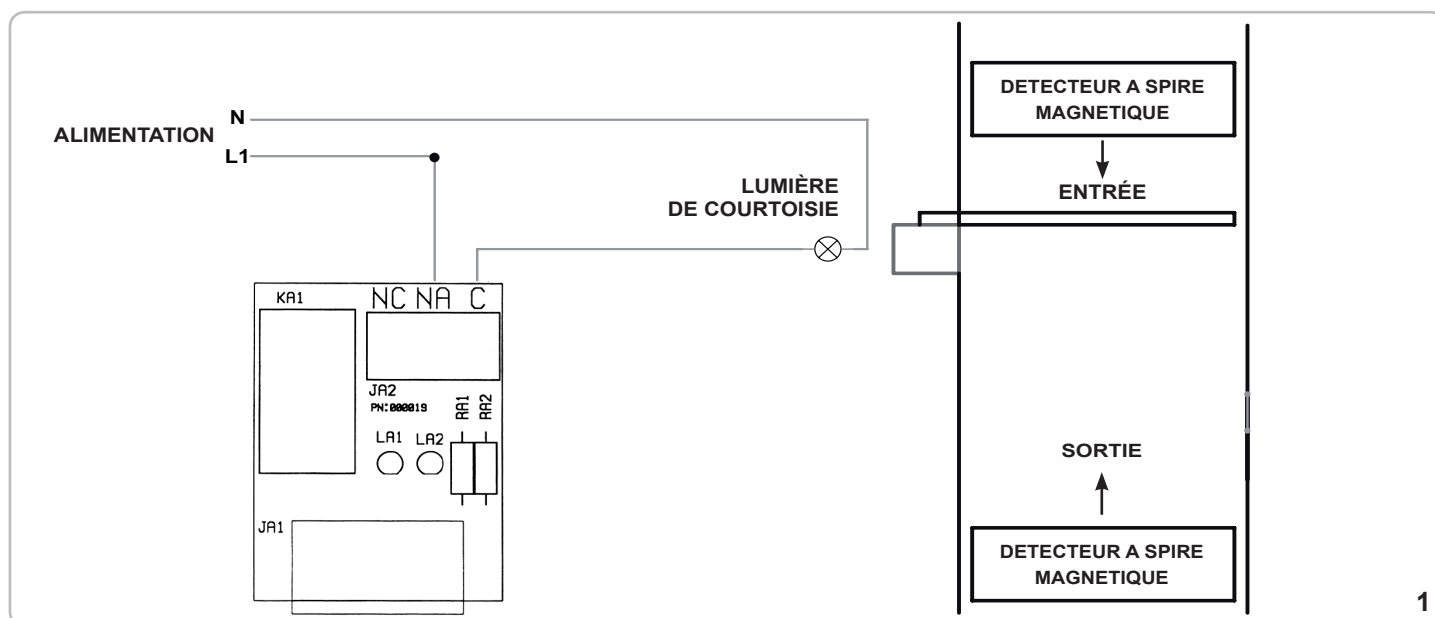 ALIMENTATION
N
L1
LUMIÈRE
DE COURTOISIE
KA1
NC NA C
JA2
PN:000019
RA1
RA2
LA1 LA2
JA1
DETECTEUR A SPIRE
MAGNETIQUE
ENTRÉE
SORTIE
DETECTEUR A SPIRE
MAGNETIQUE
1